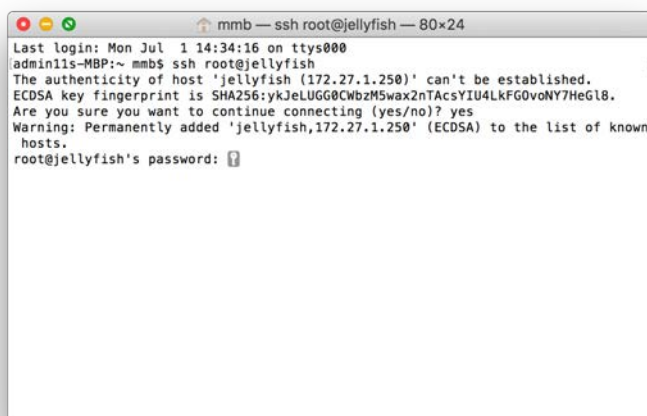 mmb — ssh root@jellyfish — 80×24
Last login: Mon Jul  1 14:34:16 on ttys000
[admin11s-MBP:~ mmb$ ssh root@jellyfish
The authenticity of host 'jellyfish (172.27.1.250)' can't be established.
ECDSA key fingerprint is SHA256:ykJeLUGG0CWbzM5wax2nTAcsYIU4LkFGOvoNY7HeGl8.
Are you sure you want to continue connecting (yes/no)? yes
Warning: Permanently added 'jellyfish,172.27.1.250' (ECDSA) to the list of known
 hosts.
root@jellyfish's password: